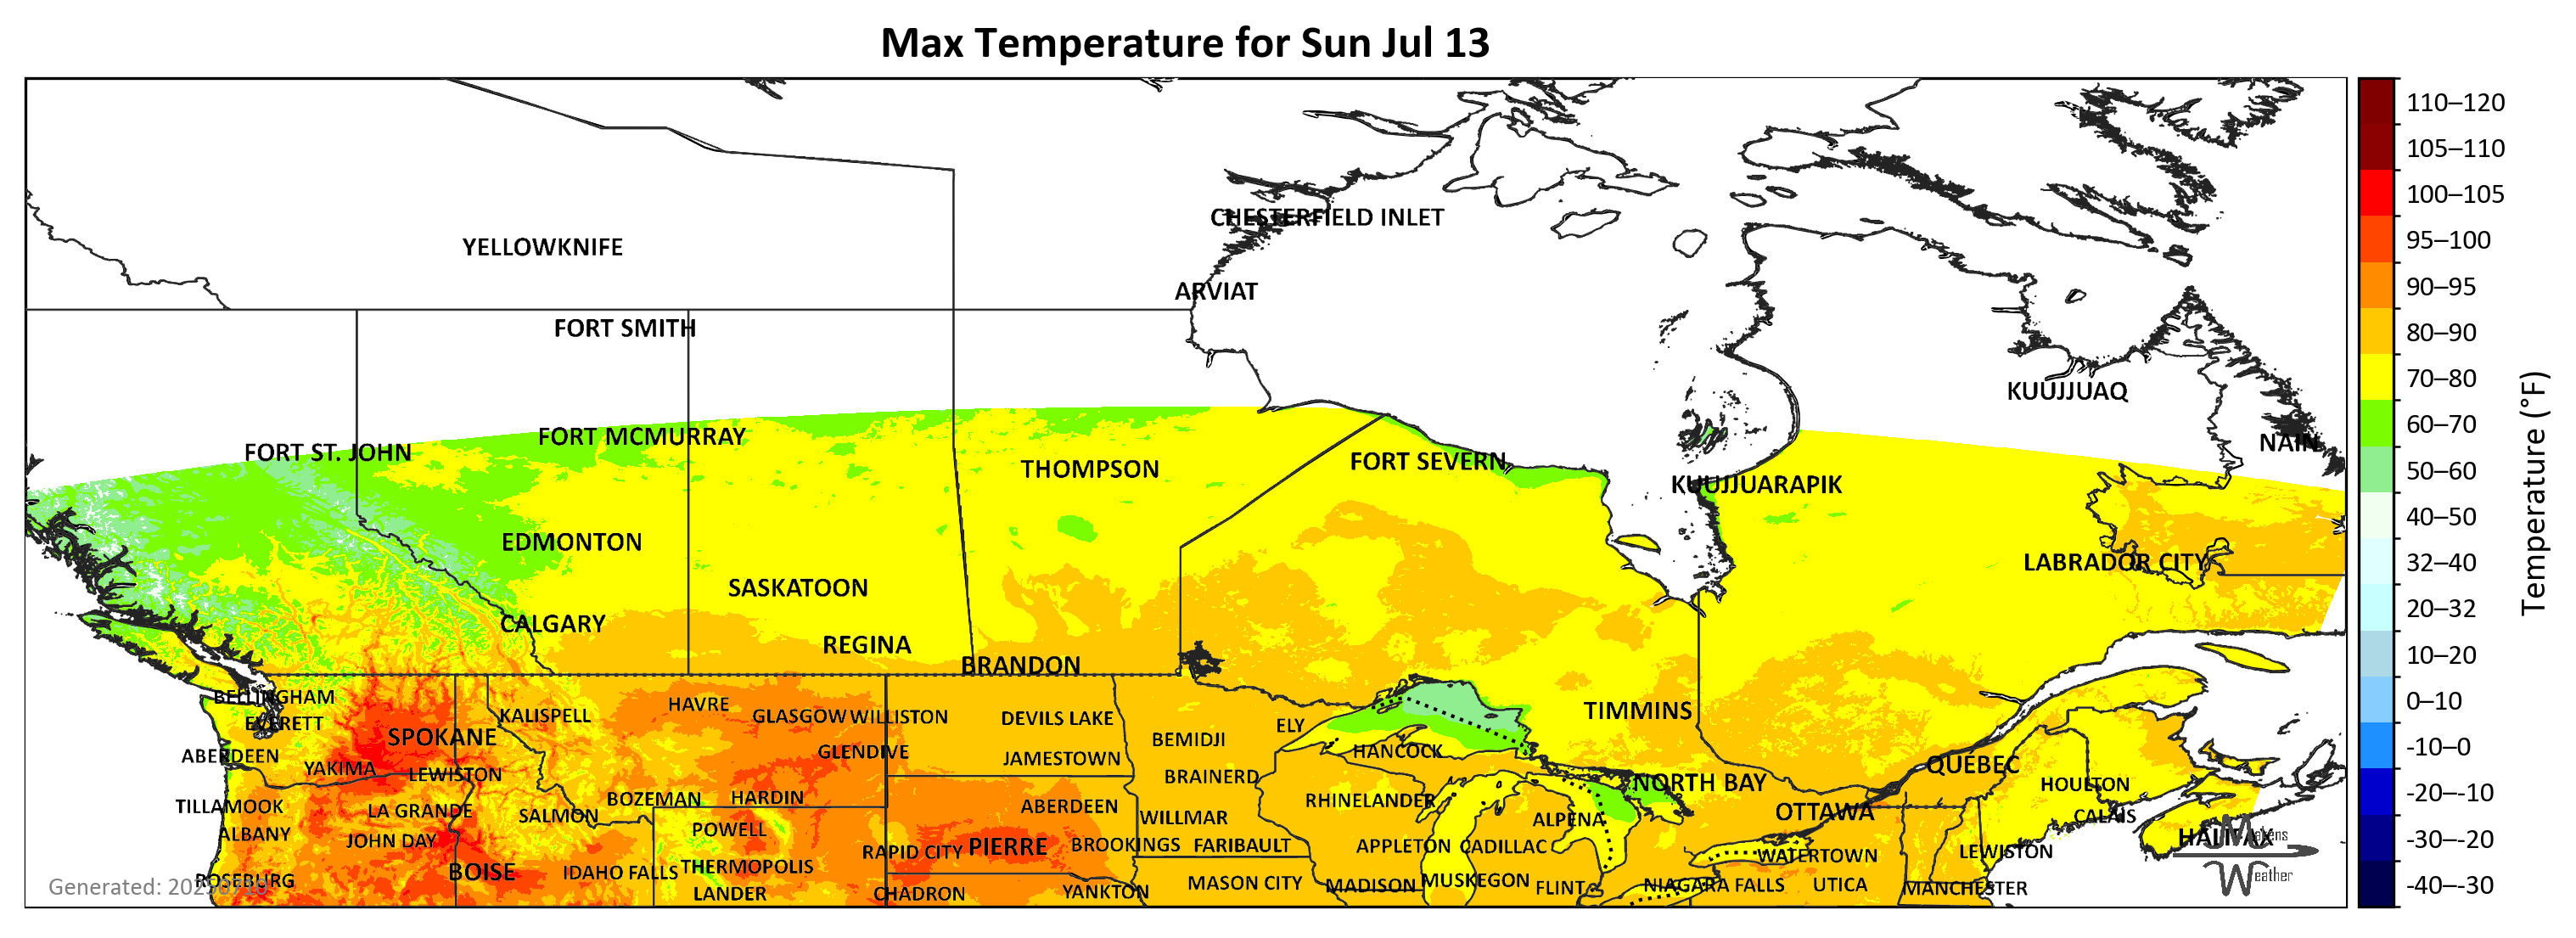 Max Temperature for Sun Jul 13
110–120
105–110
100–105
95–100
90–95
80–90
70–80
60–70
50–60
40–50
32–40
20–32
10–20
0–10
-10–0
-20–-10
-30–-20
-40–-30
Temperature (°F)
CHESTERFIELD INLET
YELLOWKNIFE
ARVIAT
FORT SMITH
KUUJJUAQ
FORT MCMURRAY
NAIN
FORT ST. JOHN
FORT SEVERN
THOMPSON
KUUJJUARAPIK
EDMONTON
LABRADOR CITY
SASKATOON
CALGARY
REGINA
BRANDON
BELLINGHAM
HAVRE
TIMMINS
KALISPELL
GLASGOW
WILLISTON
DEVILS LAKE
EVERETT
ELY
SPOKANE
BEMIDJI
HANCOCK
GLENDIVE
ABERDEEN
JAMESTOWN
QUÉBEC
YAKIMA
LEWISTON
BRAINERD
NORTH BAY
HOULTON
BOZEMAN
HARDIN
RHINELANDER
TILLAMOOK
LA GRANDE
ABERDEEN
OTTAWA
SALMON
WILLMAR
CALAIS
ALPENA
POWELL
ALBANY
HALIFAX
JOHN DAY
PIERRE
BROOKINGS
FARIBAULT
APPLETON
CADILLAC
RAPID CITY
LEWISTON
WATERTOWN
THERMOPOLIS
BOISE
IDAHO FALLS
ROSEBURG
MASON CITY
MADISON
MUSKEGON
FLINT
NIAGARA FALLS
UTICA
MANCHESTER
LANDER
CHADRON
YANKTON
Makens
Weather
Generated: